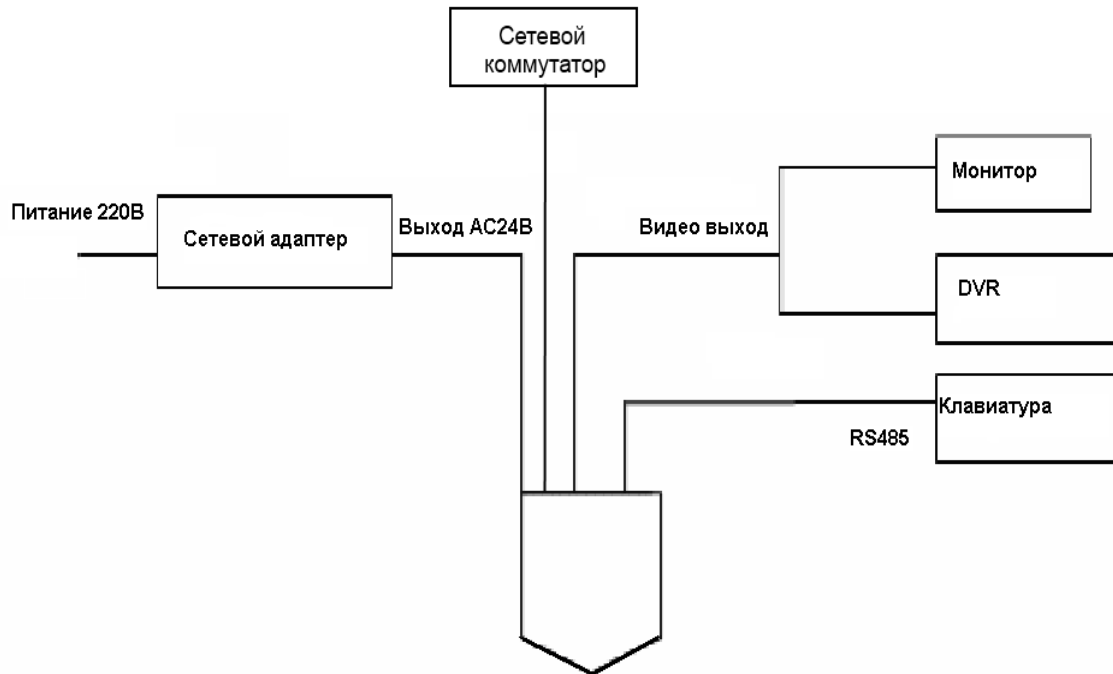 Сетевой
коммутатор
Монитор
Питание 220В
Сетевой адаптер
Выход AC24В
Видео выход
DVR
Клавиатура
RS485